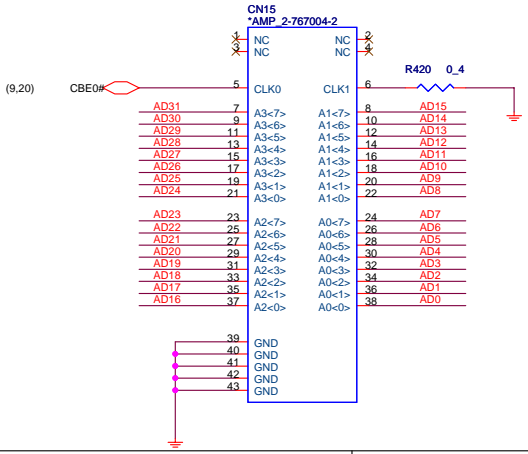 CN15
*AMP_2-767004-2
1 NC NC 2
3 NC NC 4
R420 0_4
(9,20) CBE0# 5 CLK0 CLK1 6
AD31 7 A3<7> A1<7> 8 AD15
AD30 9 A3<6> A1<6> 10 AD14
AD29 11 A3<5> A1<5> 12 AD13
AD28 13 A3<4> A1<4> 14 AD12
AD27 15 A3<3> A1<3> 16 AD11
AD26 17 A3<2> A1<2> 18 AD10
AD25 19 A3<1> A1<1> 20 AD9
AD24 21 A3<0> A1<0> 22 AD8
AD23 23 A2<7> A0<7> 24 AD7
AD22 25 A2<6> A0<6> 26 AD6
AD21 27 A2<5> A0<5> 28 AD5
AD20 29 A2<4> A0<4> 30 AD4
AD19 31 A2<3> A0<3> 32 AD3
AD18 33 A2<2> A0<2> 34 AD2
AD17 35 A2<1> A0<1> 36 AD1
AD16 37 A2<0> A0<0> 38 AD0
39 GND
40 GND
41 GND
42 GND
43 GND